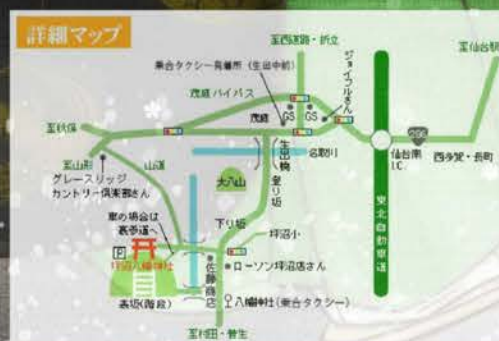 詳細マップ
至西道路・折立
ジョイフルさん
至仙台駅
乗合タクシー発着所(生出中前)
茂庭バイパス
茂庭
GS
GS
至秋保
286
仙台南I.C.
西多賀・長町
生出橋
名取川
至山形
山道
グレースリッジ
カントリー倶楽部さん
太八山
登り坂
東北自動車道
車の場合は
裏参道へ
下り坂
坪沼小
P
坪沼八幡神社
佐藤商店
ローソン坪沼店さん
表坂(階段)
八幡神社(乗合タクシー)
至村田・菅生